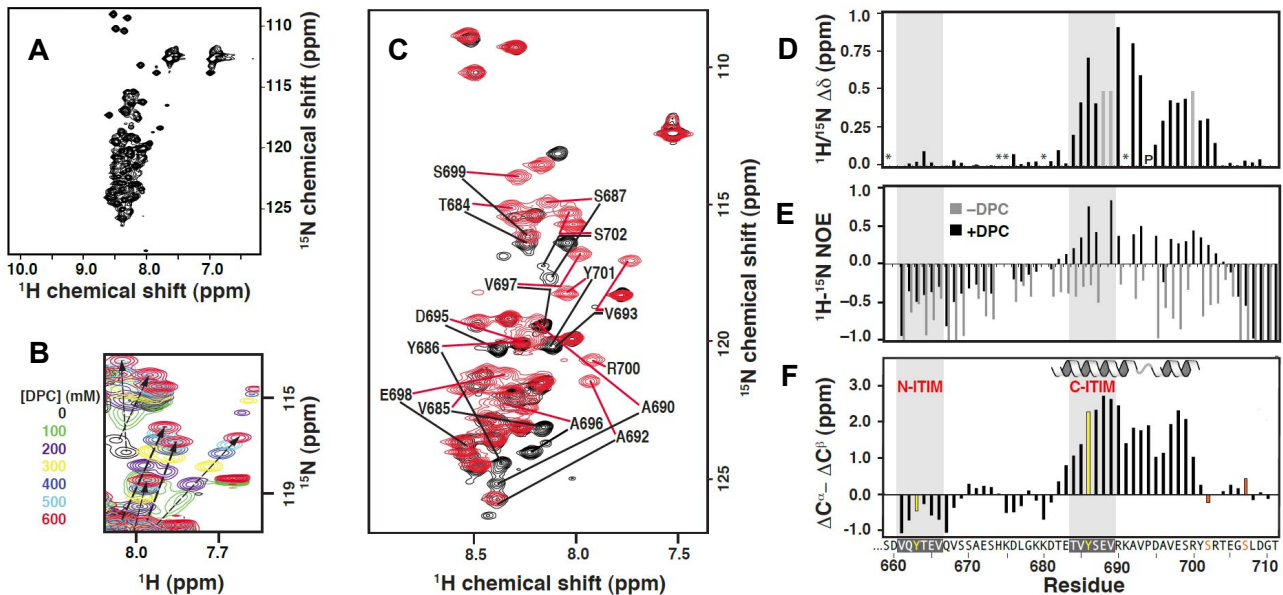 A
110
115
120
125
15N chemical shift (ppm)
10.0 9.0 8.0 7.0
1H chemical shift (ppm)
B
[DPC] (mM)
0
100
200
300
400
500
600
115
119
15N (ppm)
8.0 7.7
1H (ppm)
C
S699
T684
S687
S702
Y701
V697
V693
D695
Y686
R700
E698
V685
A690
A696
A692
110
115
120
125
15N chemical shift (ppm)
8.5 8.0 7.5
1H chemical shift (ppm)
D
1H/15N Δδ (ppm)
1.0
0.75
0.50
0.25
0.0
* ** * * P
E
1H-15N NOE
1.0
0.5
0.0
−0.5
−1.0
–DPC
+DPC
F
ΔCα– ΔCβ (ppm)
3.0
2.0
1.0
0.0
-1.0
N-ITIM
C-ITIM
...SDVQYTEVQVSSAESHKDLGKKDTETVYSEVRKAVPDAVESRYSRTEGSLDGT
660 670 680 690 700 710
Residue